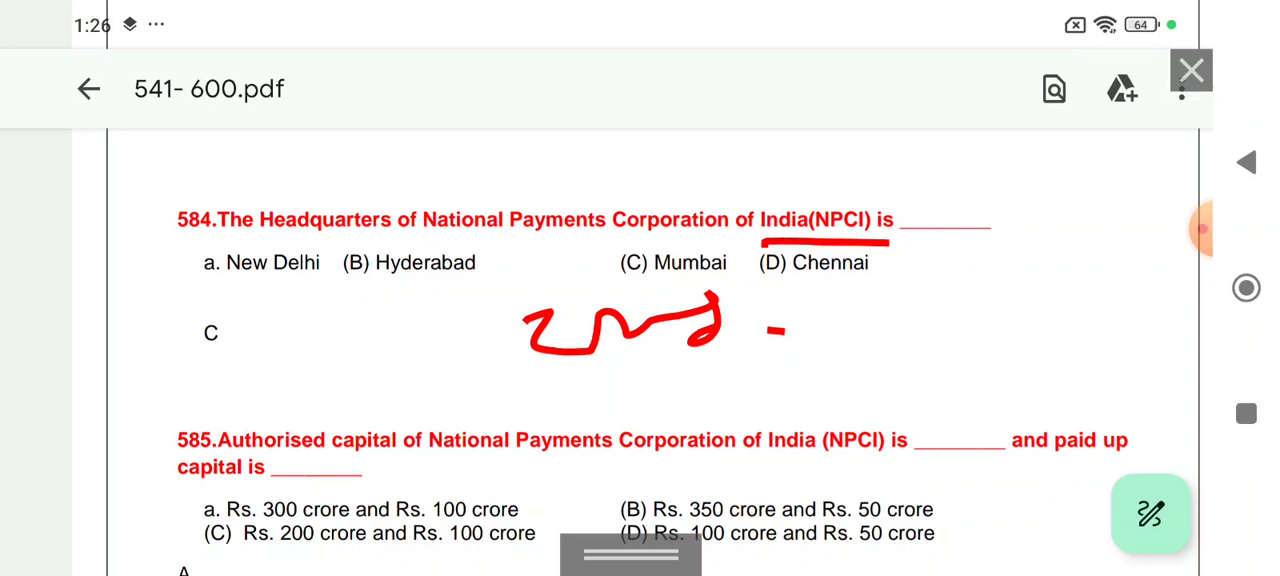 1:26
541- 600.pdf
584.The Headquarters of National Payments Corporation of India(NPCI) is ________
a. New Delhi (B) Hyderabad (C) Mumbai (D) Chennai
C
585.Authorised capital of National Payments Corporation of India (NPCI) is ________ and paid up
capital is ________
a. Rs. 300 crore and Rs. 100 crore (B) Rs. 350 crore and Rs. 50 crore
(C) Rs. 200 crore and Rs. 100 crore (D) Rs. 100 crore and Rs. 50 crore
A
64